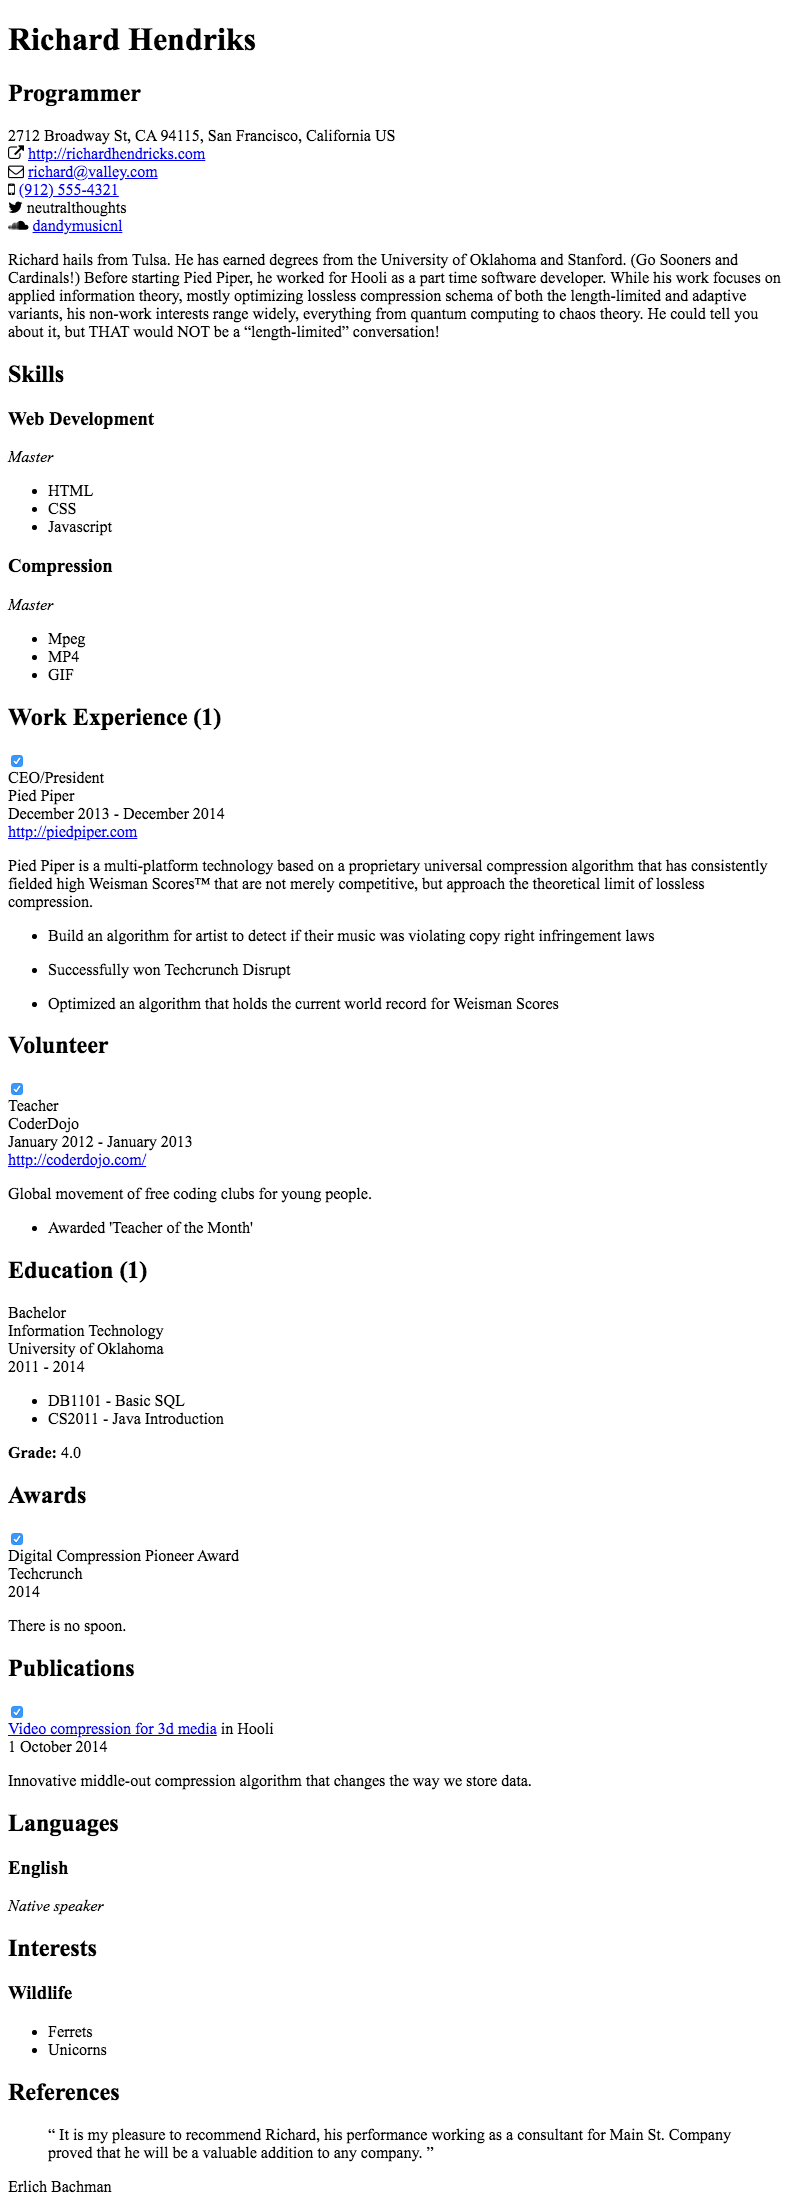 Richard Hendriks
Programmer
2712 Broadway St, CA 94115, San Francisco, California US
http://richardhendricks.com
richard@valley.com
(912) 555-4321
neutralthoughts
dandymusicnl
Richard hails from Tulsa. He has earned degrees from the University of Oklahoma and Stanford. (Go Sooners and
Cardinals!) Before starting Pied Piper, he worked for Hooli as a part time software developer. While his work focuses on
applied information theory, mostly optimizing lossless compression schema of both the length-limited and adaptive
variants, his non-work interests range widely, everything from quantum computing to chaos theory. He could tell you
about it, but THAT would NOT be a “length-limited” conversation!
Skills
Web Development
Master
• HTML
• CSS
• Javascript
Compression
Master
• Mpeg
• MP4
• GIF
Work Experience (1)
CEO/President
Pied Piper
December 2013 - December 2014
http://piedpiper.com
Pied Piper is a multi-platform technology based on a proprietary universal compression algorithm that has consistently
fielded high Weisman Scores™ that are not merely competitive, but approach the theoretical limit of lossless
compression.
• Build an algorithm for artist to detect if their music was violating copy right infringement laws
• Successfully won Techcrunch Disrupt
• Optimized an algorithm that holds the current world record for Weisman Scores
Volunteer
Teacher
CoderDojo
January 2012 - January 2013
http://coderdojo.com/
Global movement of free coding clubs for young people.
• Awarded 'Teacher of the Month'
Education (1)
Bachelor
Information Technology
University of Oklahoma
2011 - 2014
• DB1101 - Basic SQL
• CS2011 - Java Introduction
Grade: 4.0
Awards
Digital Compression Pioneer Award
Techcrunch
2014
There is no spoon.
Publications
Video compression for 3d media in Hooli
1 October 2014
Innovative middle-out compression algorithm that changes the way we store data.
Languages
English
Native speaker
Interests
Wildlife
• Ferrets
• Unicorns
References
“ It is my pleasure to recommend Richard, his performance working as a consultant for Main St. Company
proved that he will be a valuable addition to any company. ”
Erlich Bachman